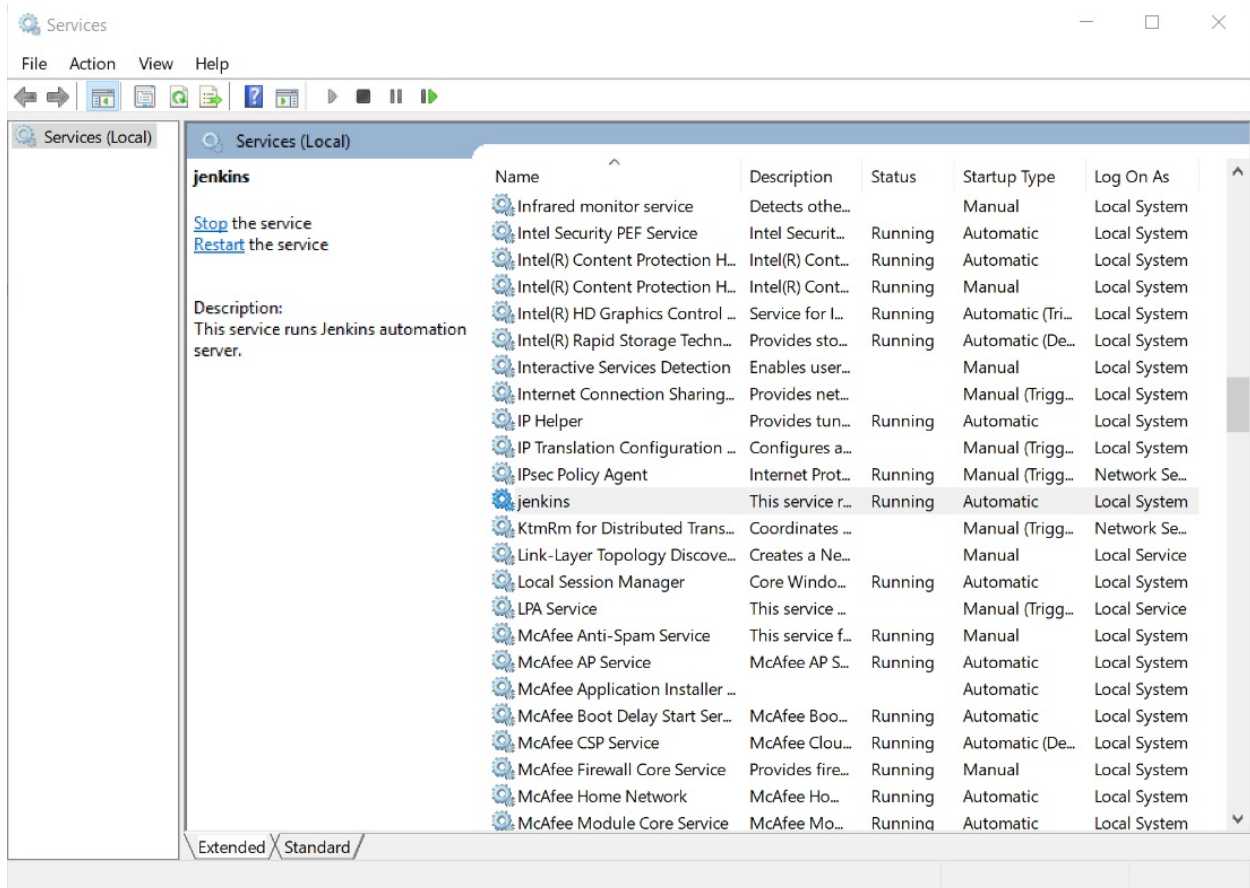 Services
File Action View Help
Services (Local)
Services (Local)
jenkins
Stop the service
Restart the service
Description:
This service runs Jenkins automation
server.
Name Description Status Startup Type Log On As
Infrared monitor service Detects othe... Manual Local System
Intel Security PEF Service Intel Securit... Running Automatic Local System
Intel(R) Content Protection H... Intel(R) Cont... Running Automatic Local System
Intel(R) Content Protection H... Intel(R) Cont... Running Manual Local System
Intel(R) HD Graphics Control ... Service for I... Running Automatic (Tri... Local System
Intel(R) Rapid Storage Techn... Provides sto... Running Automatic (De... Local System
Interactive Services Detection Enables user... Manual Local System
Internet Connection Sharing... Provides net... Manual (Trigg... Local System
IP Helper Provides tun... Running Automatic Local System
IP Translation Configuration ... Configures a... Manual (Trigg... Local System
IPsec Policy Agent Internet Prot... Running Manual (Trigg... Network Se...
jenkins This service r... Running Automatic Local System
KtmRm for Distributed Trans... Coordinates ... Manual (Trigg... Network Se...
Link-Layer Topology Discove... Creates a Ne... Manual Local Service
Local Session Manager Core Windo... Running Automatic Local System
LPA Service This service ... Manual (Trigg... Local Service
McAfee Anti-Spam Service This service f... Running Manual Local System
McAfee AP Service McAfee AP S... Running Automatic Local System
McAfee Application Installer ... Automatic Local System
McAfee Boot Delay Start Ser... McAfee Boo... Running Automatic Local System
McAfee CSP Service McAfee Clou... Running Automatic (De... Local System
McAfee Firewall Core Service Provides fire... Running Manual Local System
McAfee Home Network McAfee Ho... Running Automatic Local System
McAfee Module Core Service McAfee Mo... Running Automatic Local System
Extended Standard